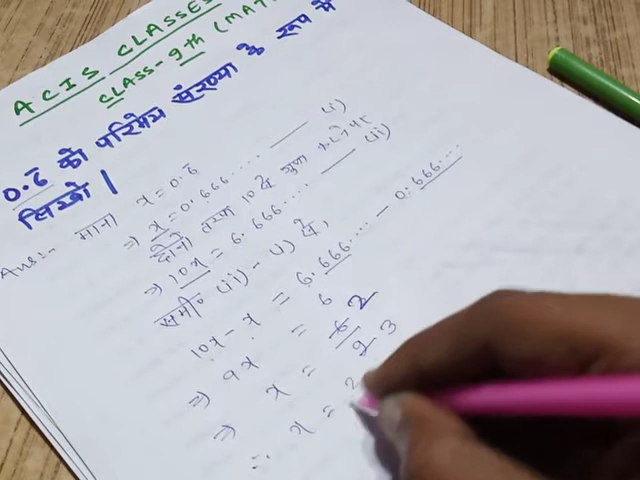 ACIS CLASSES
CLASS-9th (MAT
0.6̅ को परिमेय संख्या के रूप में
लिखो |
Ans:- माना x = 0.6̅
⇒ x = 0.666.... —— (i)
दोनों तरफ 10 से गुणा करने पर
⇒ 10x = 6.666.... —— (ii)
समी० (ii) - (i) से,
10x - x = 6.666.... - 0.666....
⇒ 9x = 6
⇒ x = 6/9 2 3
∴ x = 2